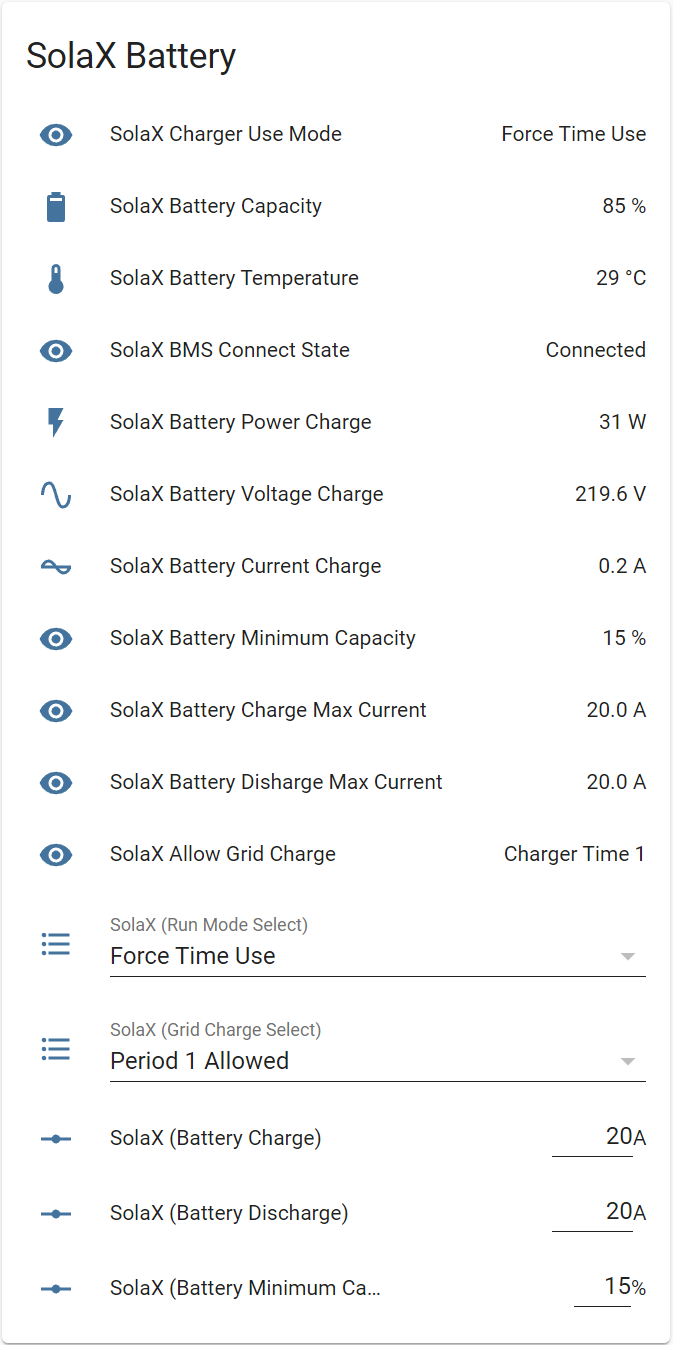 SolaX Battery
SolaX Charger Use Mode Force Time Use
SolaX Battery Capacity 85 %
SolaX Battery Temperature 29 °C
SolaX BMS Connect State Connected
SolaX Battery Power Charge 31 W
SolaX Battery Voltage Charge 219.6 V
SolaX Battery Current Charge 0.2 A
SolaX Battery Minimum Capacity 15 %
SolaX Battery Charge Max Current 20.0 A
SolaX Battery Disharge Max Current 20.0 A
SolaX Allow Grid Charge Charger Time 1
SolaX (Run Mode Select)
Force Time Use
SolaX (Grid Charge Select)
Period 1 Allowed
SolaX (Battery Charge) 20A
SolaX (Battery Discharge) 20A
SolaX (Battery Minimum Ca... 15%